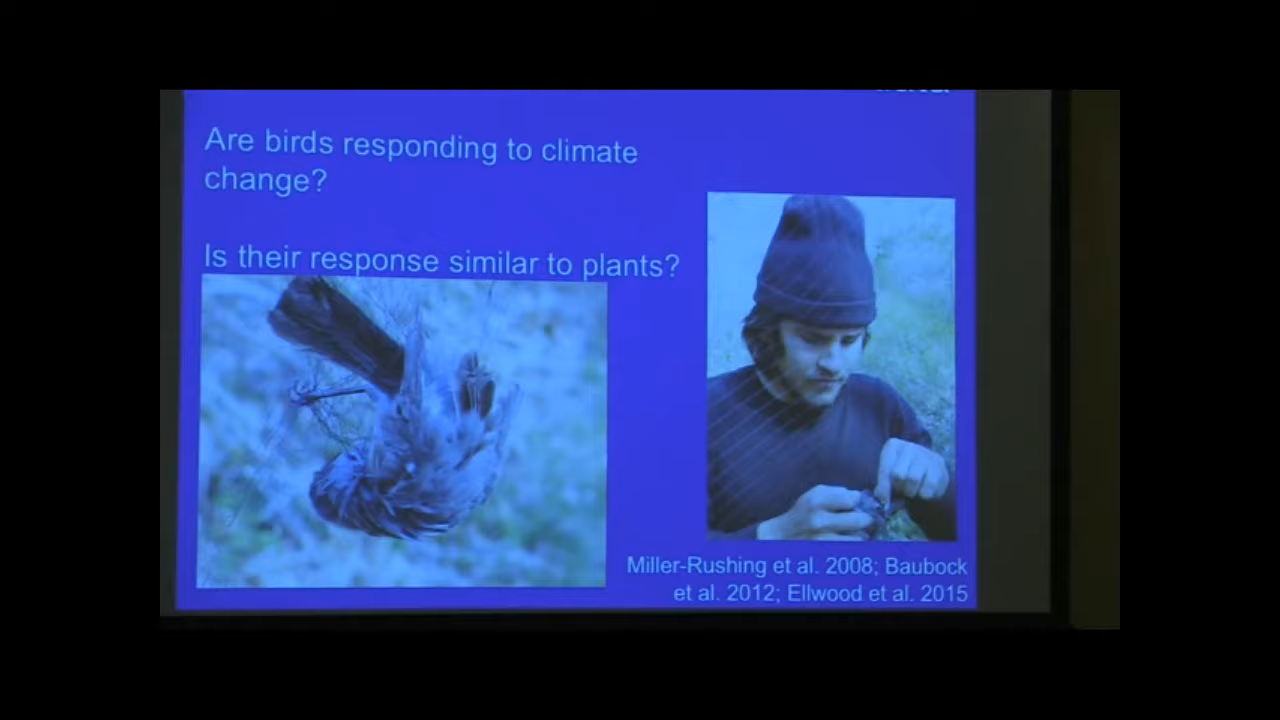 Are birds responding to climate
change?
Is their response similar to plants?
Miller-Rushing et al. 2008; Baubock
et al. 2012; Ellwood et al. 2015